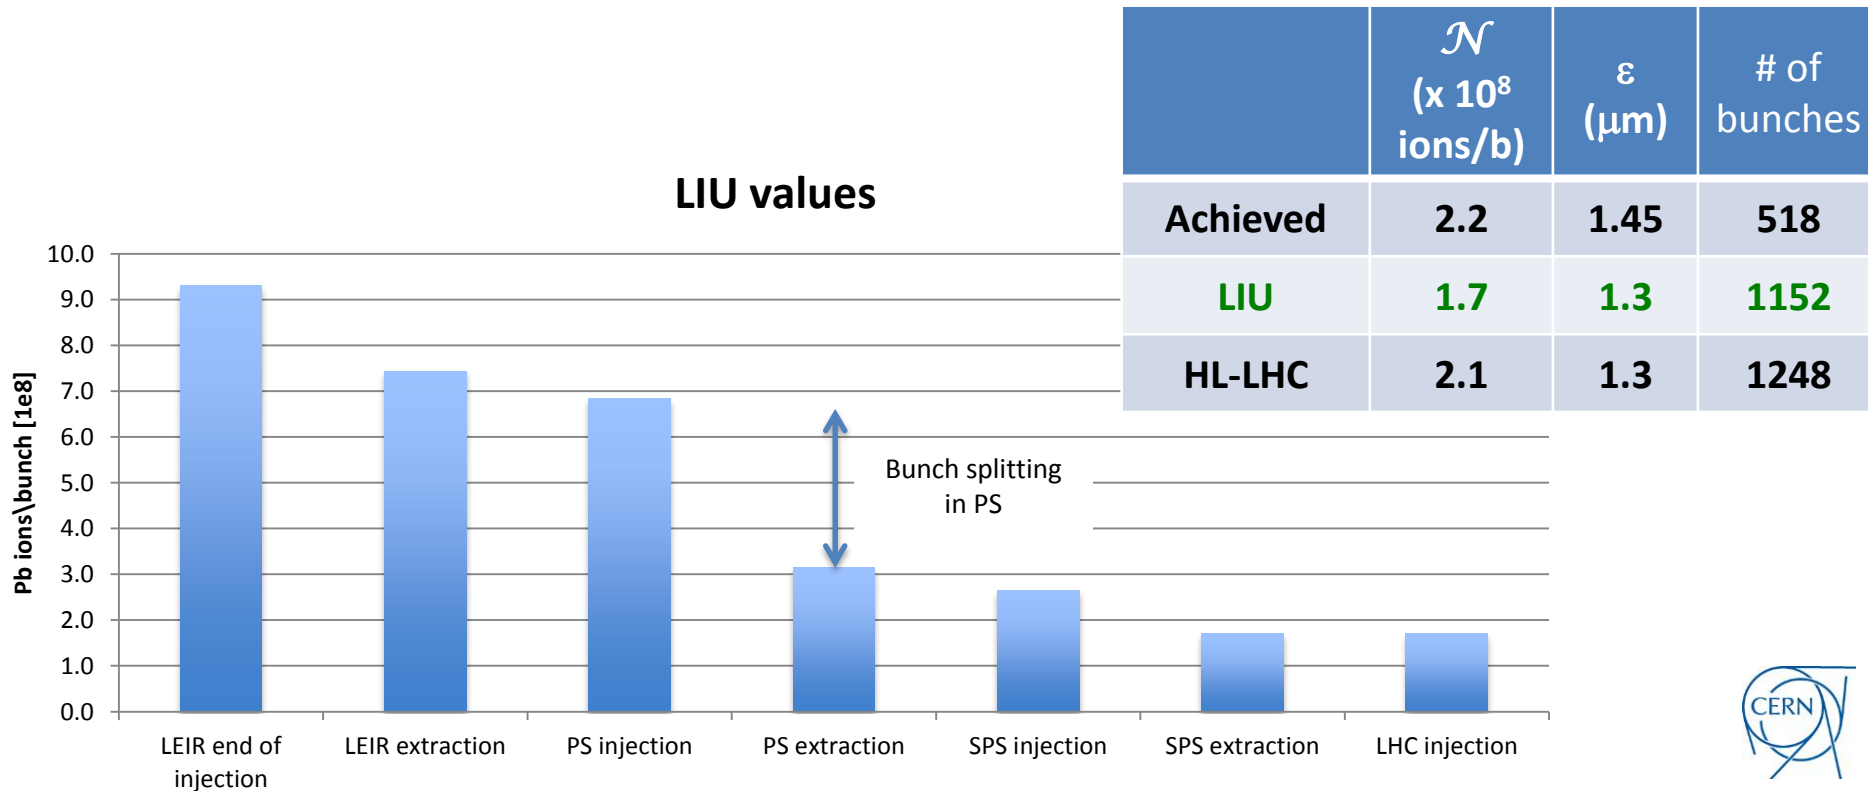 𝒩
(x 10⁸
ions/b)
ε
(μm)
# of
bunches
Achieved 2.2 1.45 518
LIU 1.7 1.3 1152
HL-LHC 2.1 1.3 1248
LIU values
Pb ions\bunch [1e8]
10.0
9.0
8.0
7.0
6.0
5.0
4.0
3.0
2.0
1.0
0.0
Bunch splitting
in PS
LEIR end of
injection
LEIR extraction
PS injection
PS extraction
SPS injection
SPS extraction
LHC injection
CERN